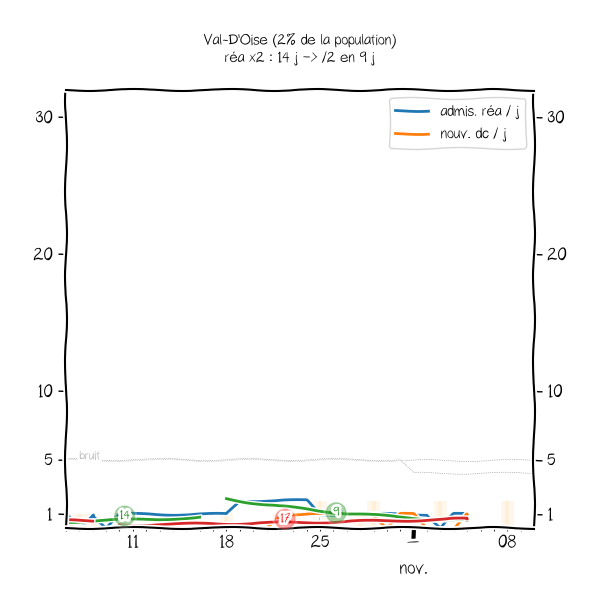 Val-D'Oise (2% de la population)
réa x2 : 14 j -> /2 en 9 j
admis. réa / j
nouv. dc / j
30 30
20 20
10 10
5 bruit 5
1 14 17 9 1
11 18 25 1 08
nov.